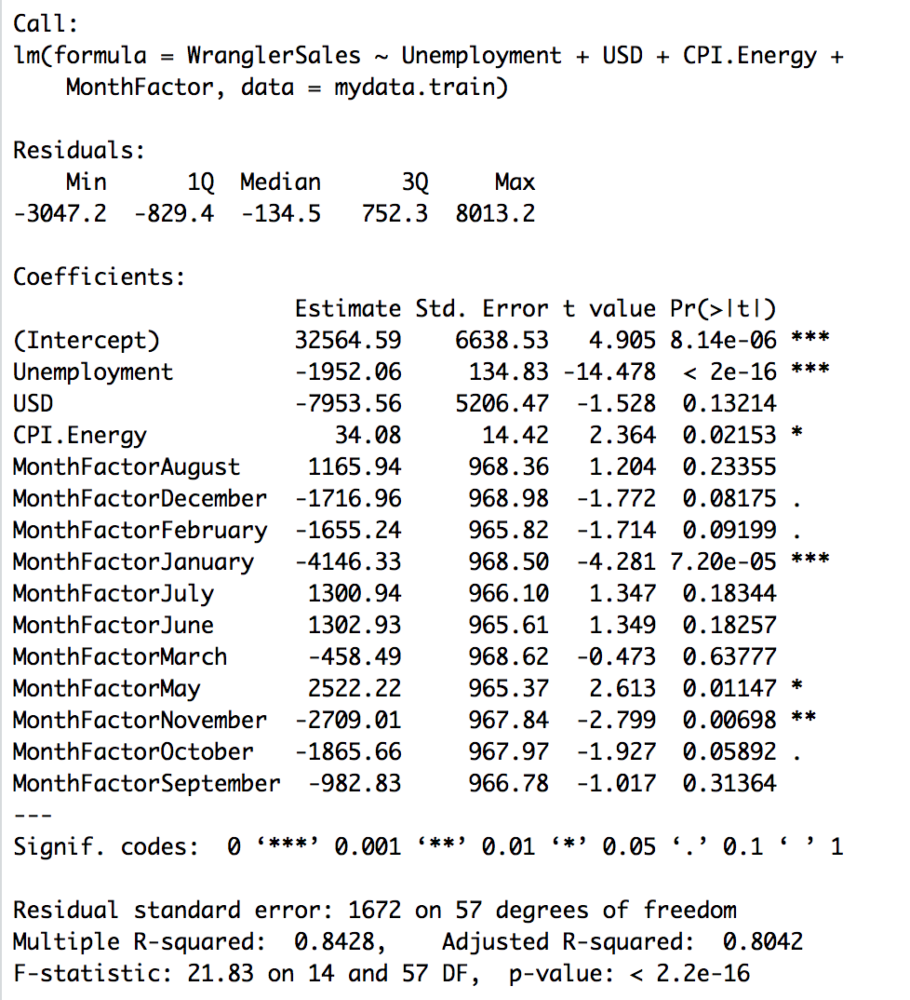 Call:
lm(formula = WranglerSales ~ Unemployment + USD + CPI.Energy +
    MonthFactor, data = mydata.train)

Residuals:
    Min      1Q  Median      3Q     Max
-3047.2  -829.4  -134.5   752.3  8013.2

Coefficients:
                     Estimate Std. Error t value Pr(>|t|)
(Intercept)          32564.59    6638.53   4.905 8.14e-06 ***
Unemployment         -1952.06     134.83 -14.478  < 2e-16 ***
USD                  -7953.56    5206.47  -1.528  0.13214
CPI.Energy              34.08      14.42   2.364  0.02153 *
MonthFactorAugust     1165.94     968.36   1.204  0.23355
MonthFactorDecember  -1716.96     968.98  -1.772  0.08175 .
MonthFactorFebruary  -1655.24     965.82  -1.714  0.09199 .
MonthFactorJanuary   -4146.33     968.50  -4.281 7.20e-05 ***
MonthFactorJuly       1300.94     966.10   1.347  0.18344
MonthFactorJune       1302.93     965.61   1.349  0.18257
MonthFactorMarch      -458.49     968.62  -0.473  0.63777
MonthFactorMay        2522.22     965.37   2.613  0.01147 *
MonthFactorNovember  -2709.01     967.84  -2.799  0.00698 **
MonthFactorOctober   -1865.66     967.97  -1.927  0.05892 .
MonthFactorSeptember  -982.83     966.78  -1.017  0.31364
---
Signif. codes:  0 ‘***’ 0.001 ‘**’ 0.01 ‘*’ 0.05 ‘.’ 0.1 ‘ ’ 1

Residual standard error: 1672 on 57 degrees of freedom
Multiple R-squared:  0.8428,    Adjusted R-squared:  0.8042
F-statistic: 21.83 on 14 and 57 DF,  p-value: < 2.2e-16